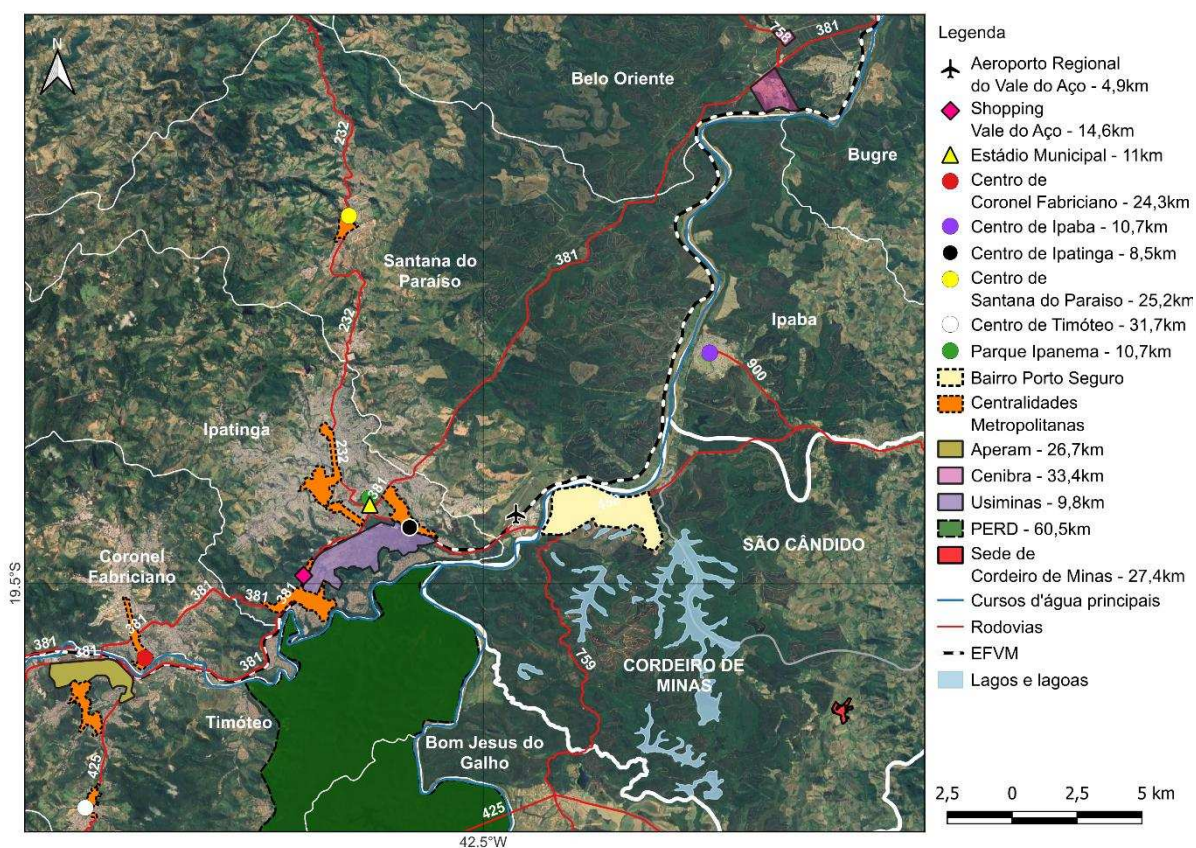 N
758
381
Belo Oriente
232
Bugre
381
Santana do
Paraíso
232
Ipaba
900
Ipatinga
232
381
Coronel
Fabriciano
381
381
381
381
381
381
381
SÃO CÂNDIDO
759
CORDEIRO DE
MINAS
Timóteo
Bom Jesus do
Galho
425
425
19.5°S
42.5°W
Legenda
Aeroporto Regional
do Vale do Aço - 4,9km
Shopping
Vale do Aço - 14,6km
Estádio Municipal - 11km
Centro de
Coronel Fabriciano - 24,3km
Centro de Ipaba - 10,7km
Centro de Ipatinga - 8,5km
Centro de
Santana do Paraiso - 25,2km
Centro de Timóteo - 31,7km
Parque Ipanema - 10,7km
Bairro Porto Seguro
Centralidades
Metropolitanas
Aperam - 26,7km
Cenibra - 33,4km
Usiminas - 9,8km
PERD - 60,5km
Sede de
Cordeiro de Minas - 27,4km
Cursos d'água principais
Rodovias
EFVM
Lagos e lagoas
2,5 0 2,5 5 km